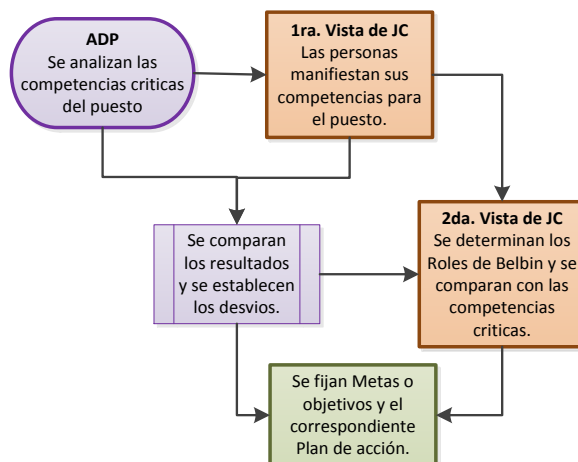 ADP
Se analizan las
competencias criticas
del puesto
1ra. Vista de JC
Las personas
manifiestan sus
competencias para
el puesto.
Se comparan
los resultados
y se establecen
los desvios.
2da. Vista de JC
Se determinan los
Roles de Belbin y se
comparan con las
competencias
criticas.
Se fijan Metas o
objetivos y el
correspondiente
Plan de acción.